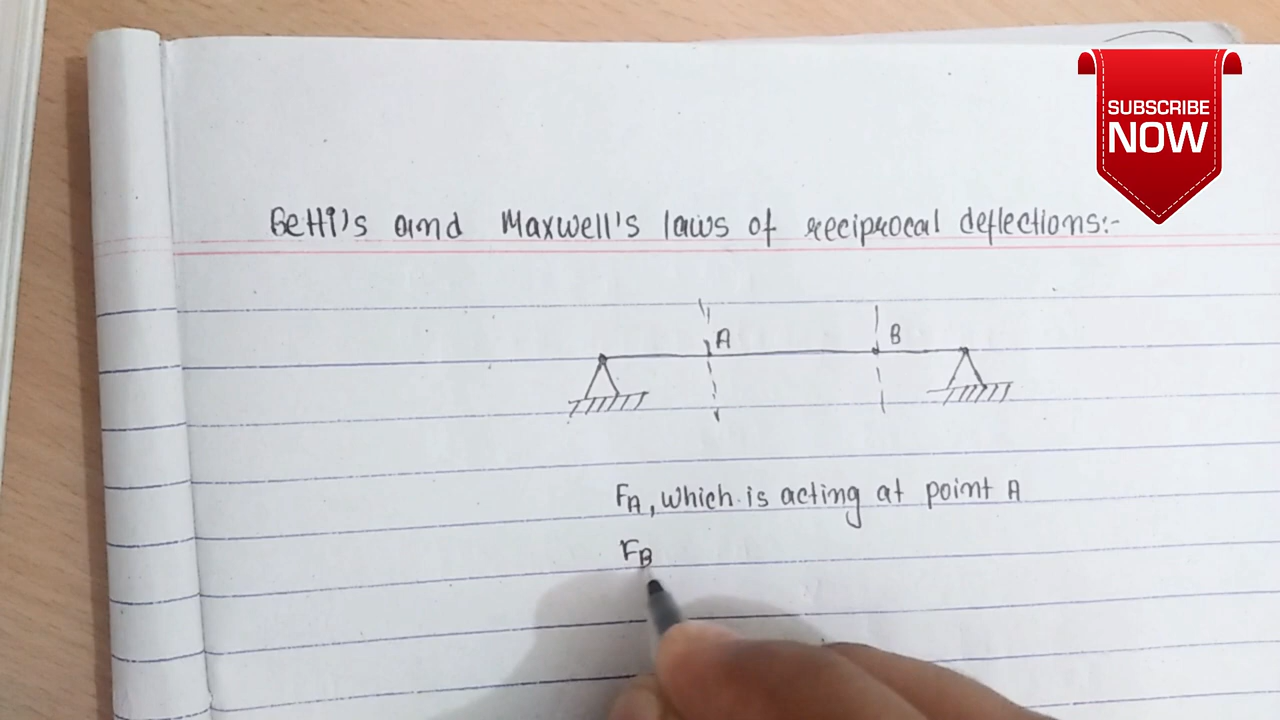 SUBSCRIBE
NOW
Betti's and Maxwell's laws of reciprocal deflections:-
A
B
FA, which is acting at point A
FB